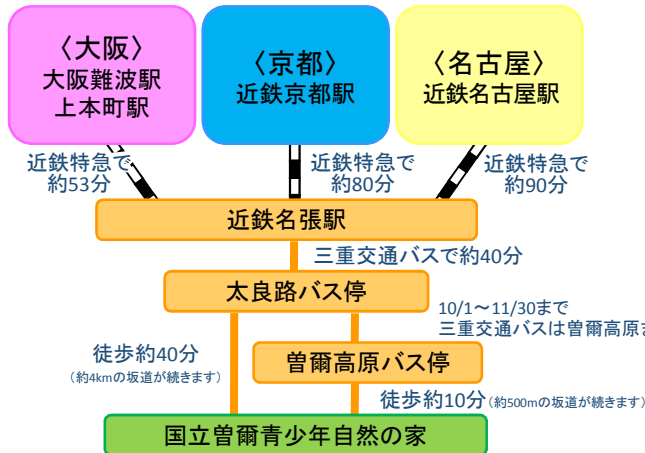 〈大阪〉
大阪難波駅
上本町駅
〈京都〉
近鉄京都駅
〈名古屋〉
近鉄名古屋駅
近鉄特急で
約53分
近鉄特急で
約80分
近鉄特急で
約90分
近鉄名張駅
三重交通バスで約40分
太良路バス停
10/1～11/30まで
三重交通バスは曽爾高原ま
徒歩約40分
（約4kmの坂道が続きます）
曽爾高原バス停
徒歩約10分（約500mの坂道が続きます）
国立曽爾青少年自然の家